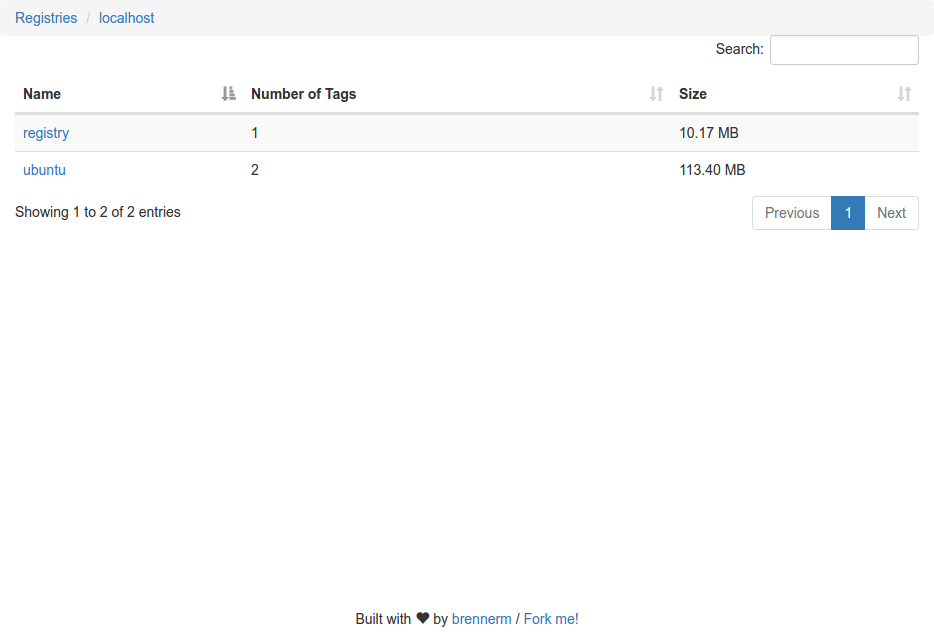 Registries / localhost
Search:
Name Number of Tags Size
registry 1 10.17 MB
ubuntu 2 113.40 MB
Showing 1 to 2 of 2 entries Previous 1 Next
Built with ♥ by brennerm / Fork me!